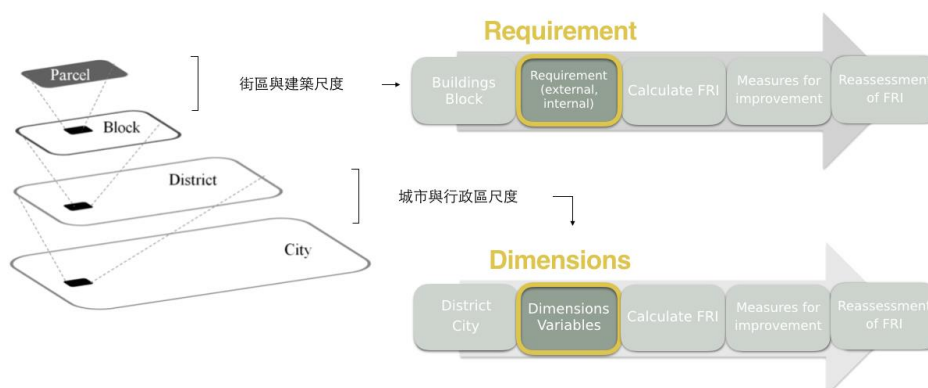 Parcel
Block
District
City
街區與建築尺度
城市與行政區尺度
Requirement
Buildings
Block
Requirement
(external,
internal)
Calculate FRI
Measures for
improvement
Reassessment
of FRI
Dimensions
District
City
Dimensions
Variables
Calculate FRI
Measures for
improvement
Reassessment
of FRI